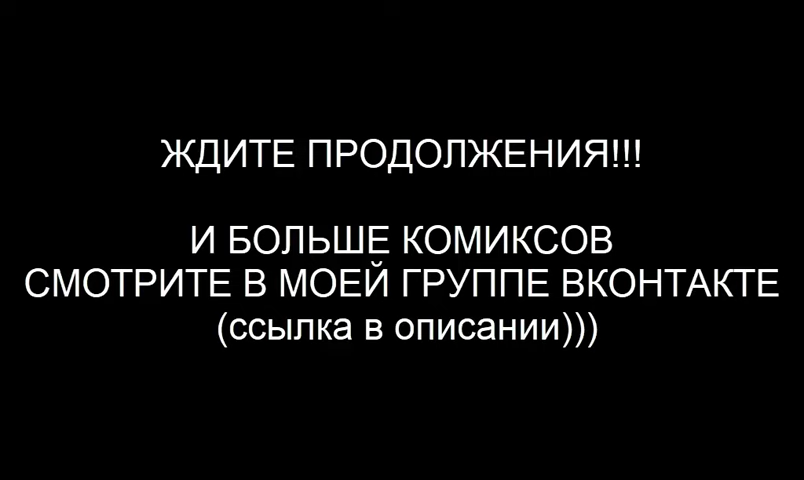 ЖДИТЕ ПРОДОЛЖЕНИЯ!!!
И БОЛЬШЕ КОМИКСОВ
СМОТРИТЕ В МОЕЙ ГРУППЕ ВКОНТАКТЕ
(ссылка в описании)))